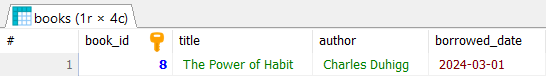 books (1r × 4c)
# book_id title author borrowed_date
1 8 The Power of Habit Charles Duhigg 2024-03-01